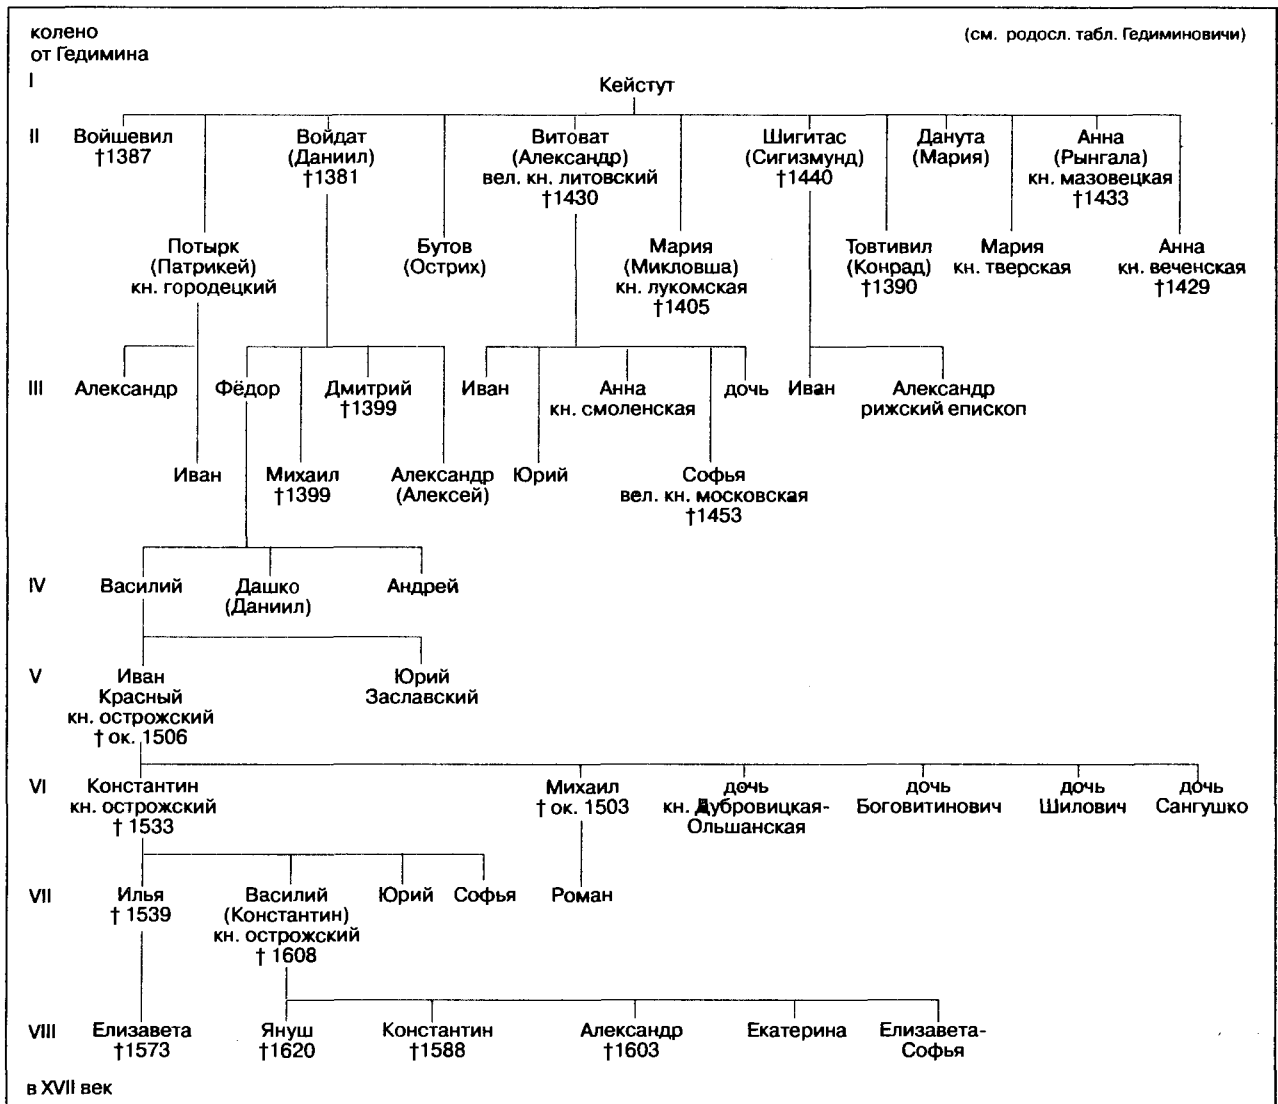 колено
от Гедимина
(см. родосл. табл. Гедиминовичи)
I
Кейстут
II
Войшевил
†1387
Войдат
(Даниил)
†1381
Витоват
(Александр)
вел. кн. литовский
†1430
Шигитас
(Сигизмунд)
†1440
Данута
(Мария)
Анна
(Рынгала)
кн. мазовецкая
†1433
Потырк
(Патрикей)
кн. городецкий
Бутов
(Острих)
Мария
(Микловша)
кн. лукомская
†1405
Товтивил
(Конрад)
†1390
Мария
кн. тверская
Анна
кн. веченская
†1429
III
Александр
Фёдор
Дмитрий
†1399
Иван
Анна
кн. смоленская
дочь
Иван
Александр
рижский епископ
Иван
Михаил
†1399
Александр
(Алексей)
Юрий
Софья
вел. кн. московская
†1453
IV
Василий
Дашко
(Даниил)
Андрей
V
Иван
Красный
кн. острожский
† ок. 1506
Юрий
Заславский
VI
Константин
кн. острожский
† 1533
Михаил
† ок. 1503
дочь
кн. Дубровицкая-
Ольшанская
дочь
Боговитинович
дочь
Шилович
дочь
Сангушко
VII
Илья
† 1539
Василий
(Константин)
кн. острожский
† 1608
Юрий
Софья
Роман
VIII
Елизавета
†1573
Януш
†1620
Константин
†1588
Александр
†1603
Екатерина
Елизавета-
Софья
в XVII век